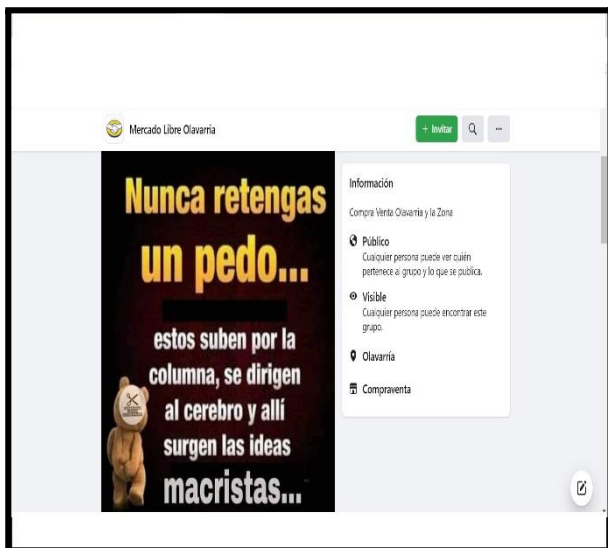 Mercado Libre Olavarria
+ Invitar
Nunca retengas
un pedo...
estos suben por la
columna, se dirigen
al cerebro y allí
surgen las ideas
macristas...
Información
Compra Venta Olavarria y la Zona
Público
Cualquier persona puede ver quién
pertenece al grupo y lo que se publica.
Visible
Cualquier persona puede encontrar este
grupo.
Olavarría
Compraventa